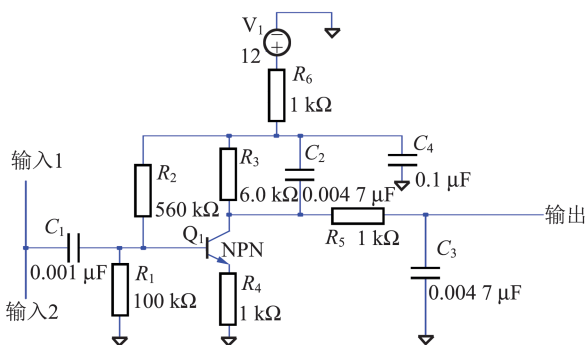 V₁
12
R₆
1 kΩ
输入1
R₂
R₃
C₂
C₄
560 kΩ
6.0 kΩ
0.004 7 μF
0.1 μF
C₁
Q₁
NPN
输出
R₅
1 kΩ
0.001 μF
R₁
100 kΩ
R₄
1 kΩ
C₃
0.004 7 μF
输入2